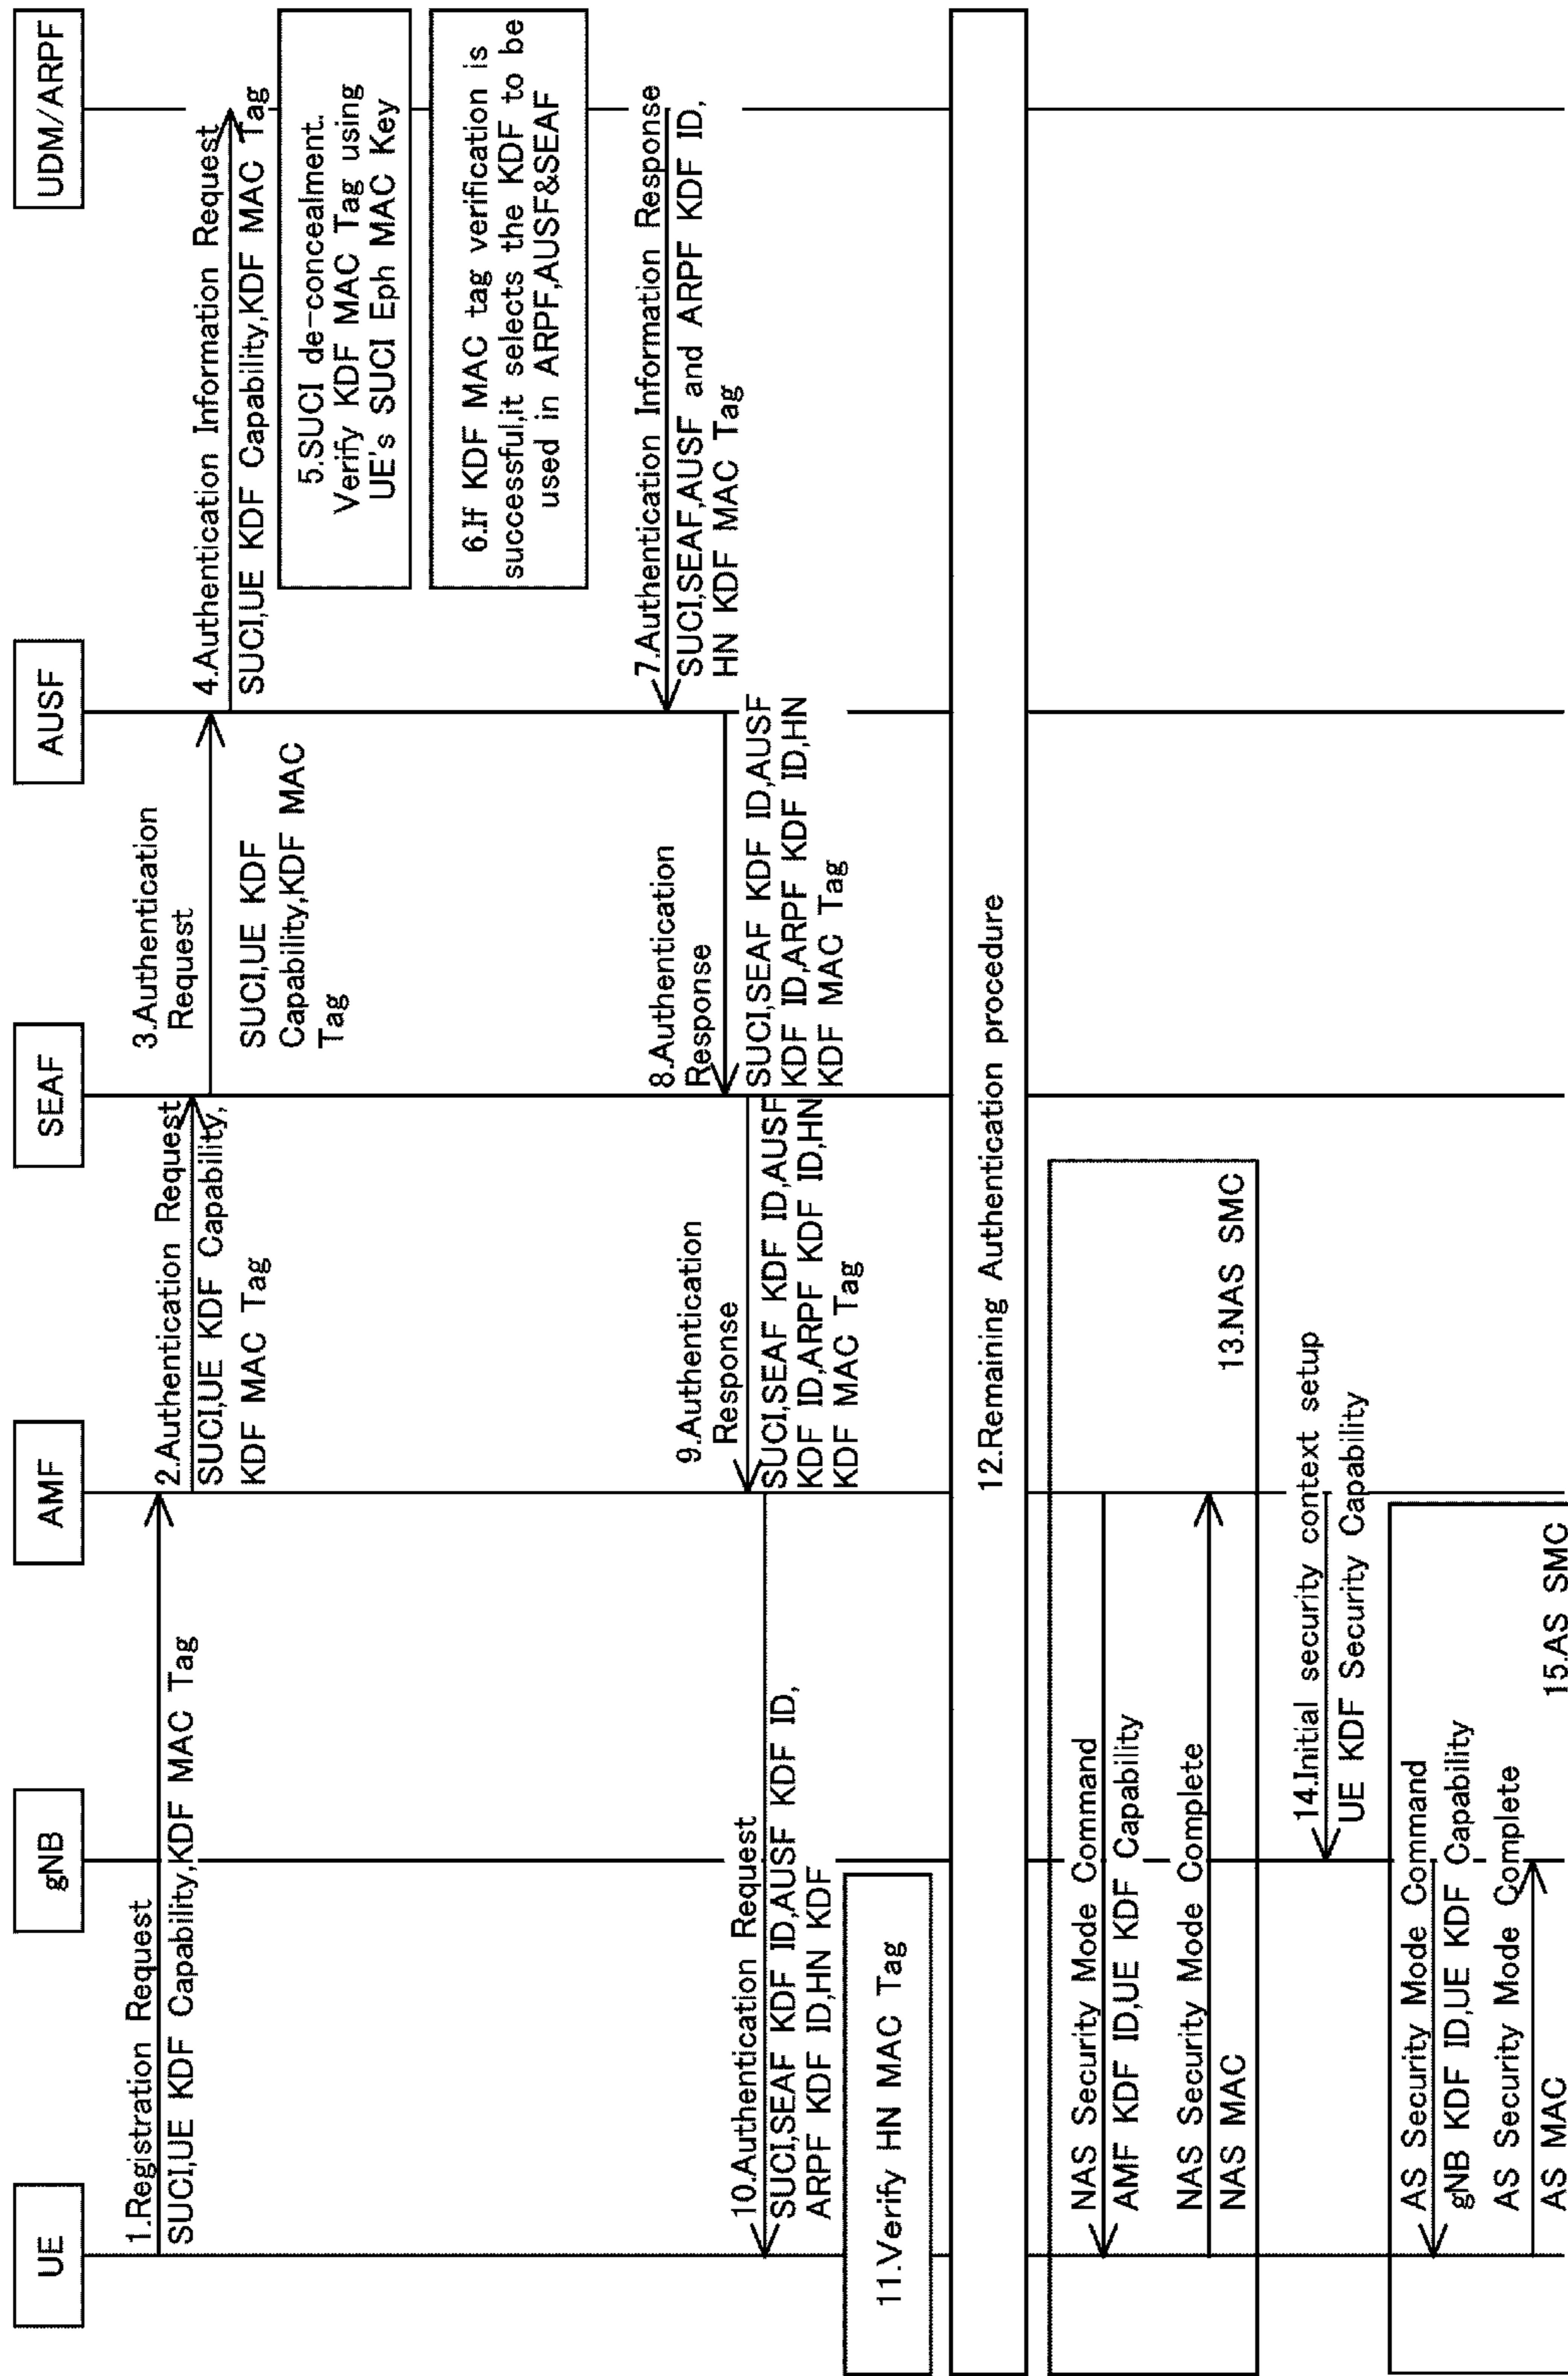 UE
gNB
AMF
SEAF
AUSF
UDM/ARPF
1.Registration Request
SUCI,UE KDF Capability,KDF MAC Tag
2.Authentication Request
SUCI,UE KDF Capability,
KDF MAC Tag
3.Authentication
Request
SUCI,UE KDF
Capability,KDF MAC
Tag
4.Authentication Information Request
SUCI,UE KDF Capability,KDF MAC Tag
5.SUCI de-concealment.
Verify KDF MAC Tag using
UE's SUCI Eph MAC Key
6.If KDF MAC tag verification is
successful,it selects the KDF to be
used in ARPF,AUSF&SEAF
7.Authentication Information Response
SUCI,SEAF,AUSF and ARPF KDF ID,
HN KDF MAC Tag
8.Authentication
Response
SUCI,SEAF KDF ID,AUSF
KDF ID,ARPF KDF ID,HN
KDF MAC Tag
9.Authentication
Response
SUCI,SEAF KDF ID,AUSF
KDF ID,ARPF KDF ID,HN
KDF MAC Tag
10.Authentication Request
SUCI,SEAF KDF ID,AUSF KDF ID,
ARPF KDF ID,HN KDF
11.Verify HN MAC Tag
12.Remaining Authentication procedure
NAS Security Mode Command
AMF KDF ID,UE KDF Capability
NAS Security Mode Complete
NAS MAC
13.NAS SMC
14.Initial security context setup
UE KDF Security Capability
AS Security Mode Command
gNB KDF ID,UE KDF Capability
AS Security Mode Complete
AS MAC
15.AS SMC